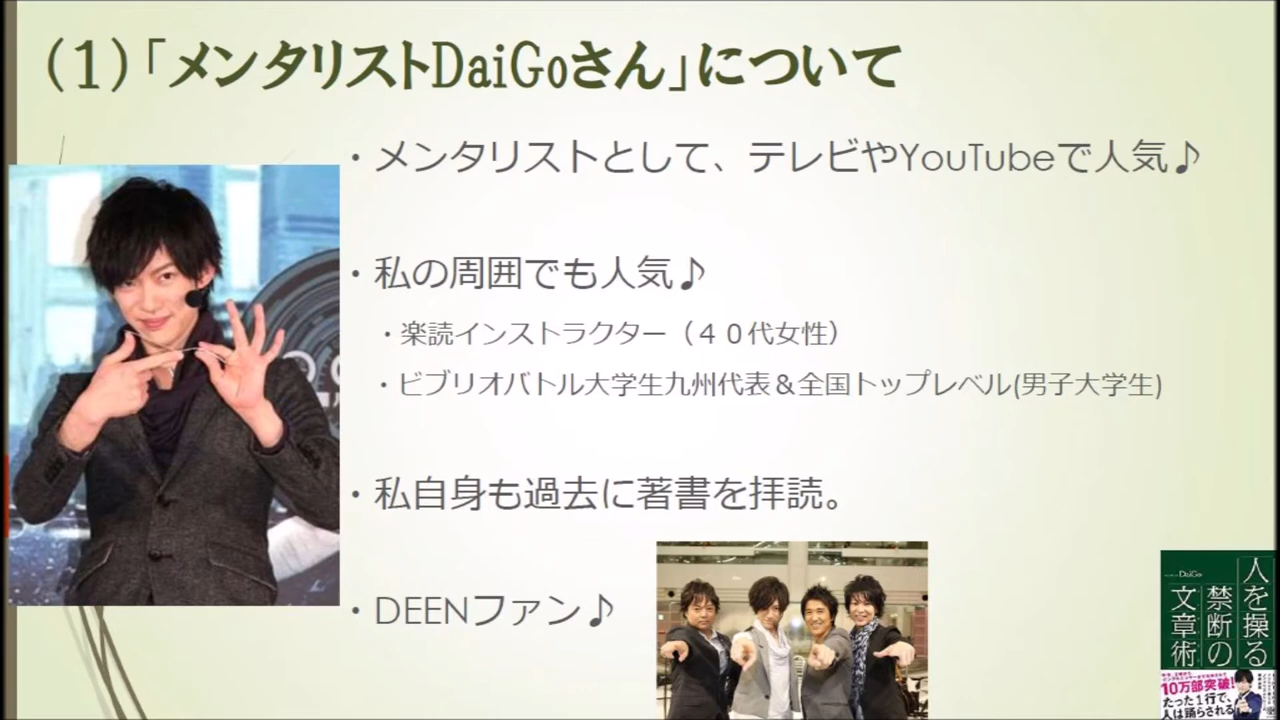 (1)「メンタリストDaiGoさん」について
・メンタリストとして、テレビやYouTubeで人気♪
・私の周囲でも人気♪
・楽読インストラクター（４０代女性）
・ビブリオバトル大学生九州代表＆全国トップレベル(男子大学生)
・私自身も過去に著書を拝読。
・DEENファン♪
人を操る
禁断の
文章術
DaiGo
10万部突破!
たった1行で、
人は踊らされる